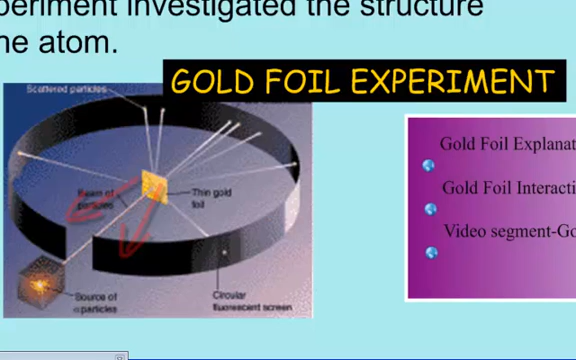 periment investigated the structure
he atom.
GOLD FOIL EXPERIMENT
Scattered particles
Gold Foil Explanat
Beam of
particles
Thin gold
foil
Gold Foil Interacti
Video segment-Go
Source of
α particles
Circular
fluorescent screen